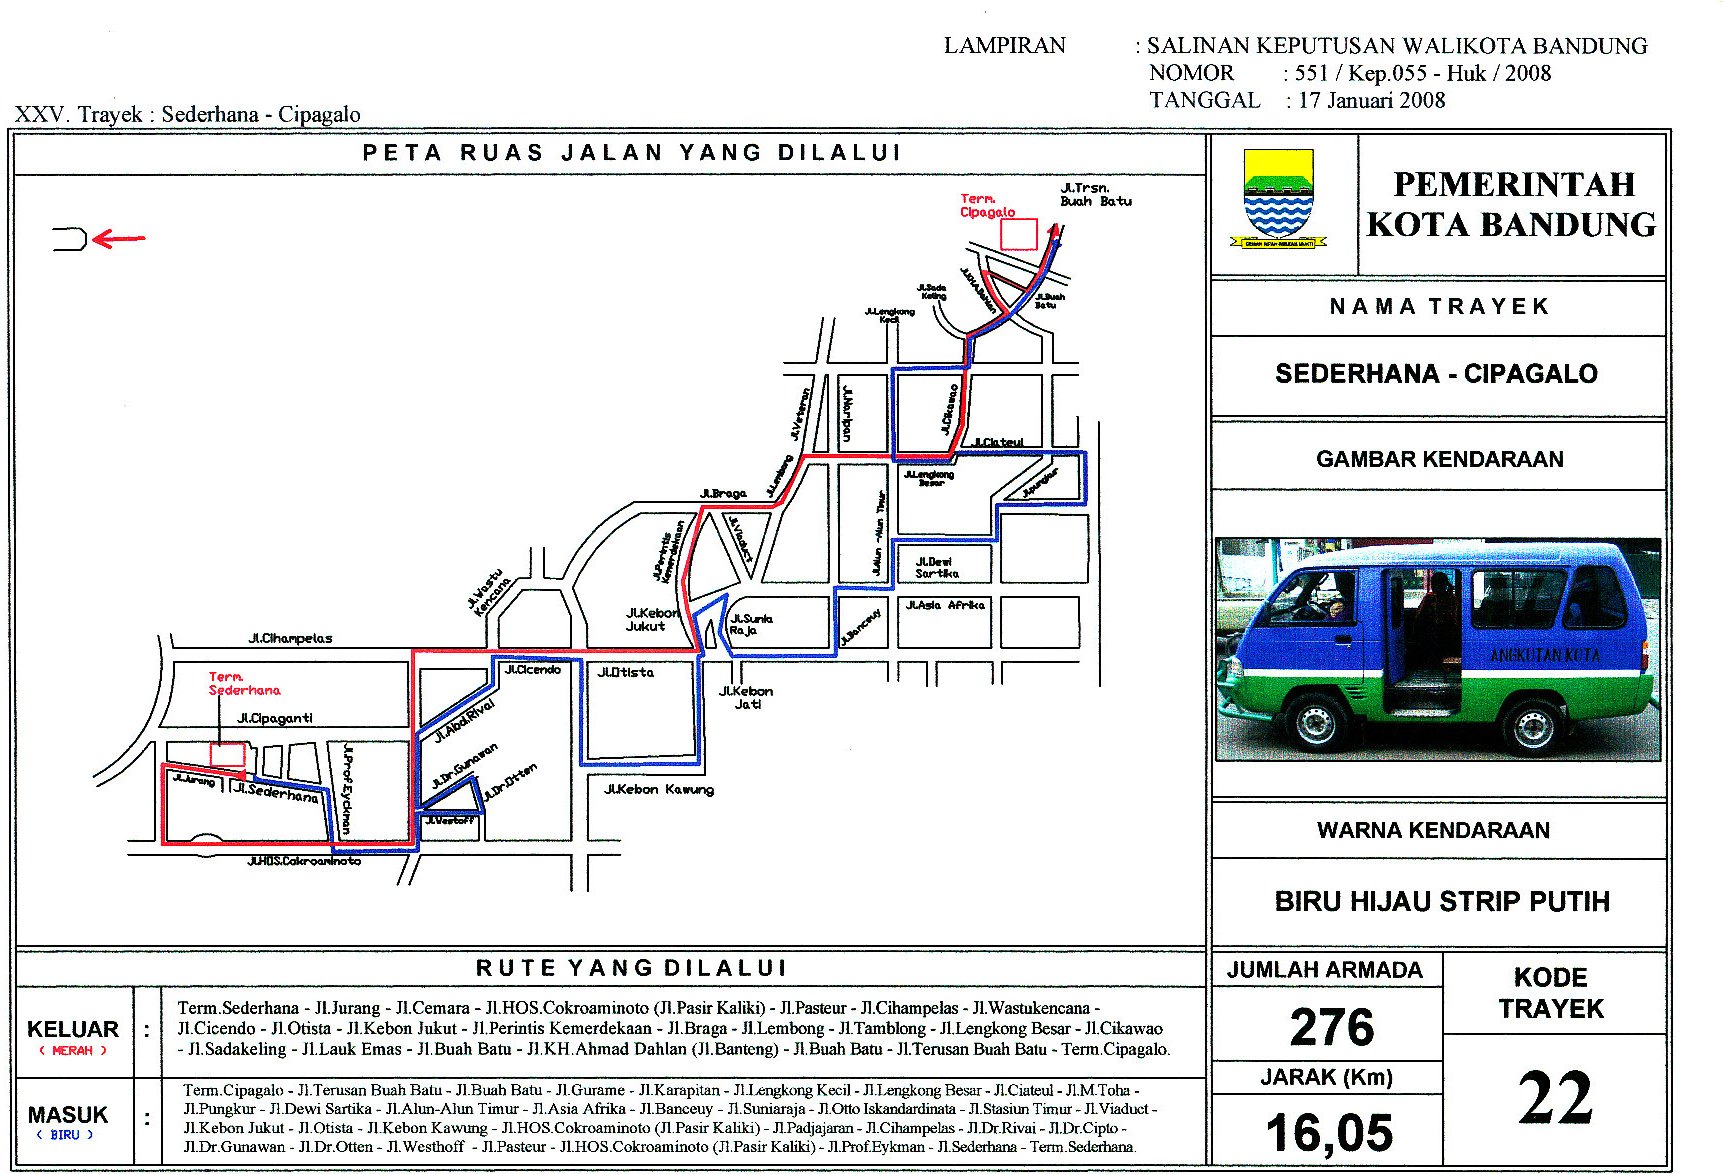 LAMPIRAN : SALINAN KEPUTUSAN WALIKOTA BANDUNG
NOMOR : 551 / Kep.055 - Huk / 2008
TANGGAL : 17 Januari 2008
XXV. Trayek : Sederhana - Cipagalo
PETA RUAS JALAN YANG DILALUI
Jl.Trsn.
Buah Batu
Term.
Cipagalo
Jl.KH.A.Dahlan
Jl.Sada
Keling
Jl.Buah
Batu
Jl.Lengkong
Kecil
Jl.Veteran
Jl.Naripan
Jl.Cikawao
Jl.Ciateul
Jl.Lembong
Jl.Lengkong
Besar
Jl.pungkur
Jl.Braga
Jl.Viaduct
Jl.Perintis
Kemerdekaan
Jl.Alun -Alun Timur
Jl.Dewi
Sartika
Jl.Wastu
Kencana
Jl.Kebon
Jukut
Jl.Sunia
Raja
Jl.Banceuy
Jl.Asia Afrika
Jl.Cihampelas
Jl.Cicendo
Jl.Otista
Jl.Kebon
Jati
Term.
Sederhana
Jl.Cipaganti
Jl.Abd.Rivai
Jl.Dr.Gunawan
Jl.Dr.Otten
Jl.Prof.Eyckman
Jl.Jurang
Jl.Sederhana
Jl.Kebon Kawung
Jl.Westoff
Jl.HOS.Cokroaminoto
PEMERINTAH
KOTA BANDUNG
NAMA TRAYEK
SEDERHANA - CIPAGALO
GAMBAR KENDARAAN
ANGKUTAN KOTA
WARNA KENDARAAN
BIRU HIJAU STRIP PUTIH
JUMLAH ARMADA
276
JARAK (Km)
16,05
KODE
TRAYEK
22
RUTE YANG DILALUI
KELUAR :
( MERAH )
Term.Sederhana - Jl.Jurang - Jl.Cemara - Jl.HOS.Cokroaminoto (Jl.Pasir Kaliki) - Jl.Pasteur - Jl.Cihampelas - Jl.Wastukencana -
Jl.Cicendo - Jl.Otista - Jl.Kebon Jukut - Jl.Perintis Kemerdekaan - Jl.Braga - Jl.Lembong - Jl.Tamblong - Jl.Lengkong Besar - Jl.Cikawao
- Jl.Sadakeling - Jl.Lauk Emas - Jl.Buah Batu - Jl.KH.Ahmad Dahlan (Jl.Banteng) - Jl.Buah Batu - Jl.Terusan Buah Batu - Term.Cipagalo.
MASUK :
( BIRU )
Term.Cipagalo - Jl.Terusan Buah Batu - Jl.Buah Batu - Jl.Gurame - Jl.Karapitan - Jl.Lengkong Kecil - Jl.Lengkong Besar - Jl.Ciateul - Jl.M.Toha -
Jl.Pungkur - Jl.Dewi Sartika - Jl.Alun-Alun Timur - Jl.Asia Afrika - Jl.Banceuy - Jl.Suniaraja - Jl.Otto Iskandardinata - Jl.Stasiun Timur - Jl.Viaduct -
Jl.Kebon Jukut - Jl.Otista - Jl.Kebon Kawung - Jl.HOS.Cokroaminoto (Jl.Pasir Kaliki) - Jl.Padjajaran - Jl.Cihampelas - Jl.Dr.Rivai - Jl.Dr.Cipto -
Jl.Dr.Gunawan - Jl.Dr.Otten - Jl.Westhoff - Jl.Pasteur - Jl.HOS.Cokroaminoto (Jl.Pasir Kaliki) - Jl.Prof.Eykman - Jl.Sederhana - Term.Sederhana.